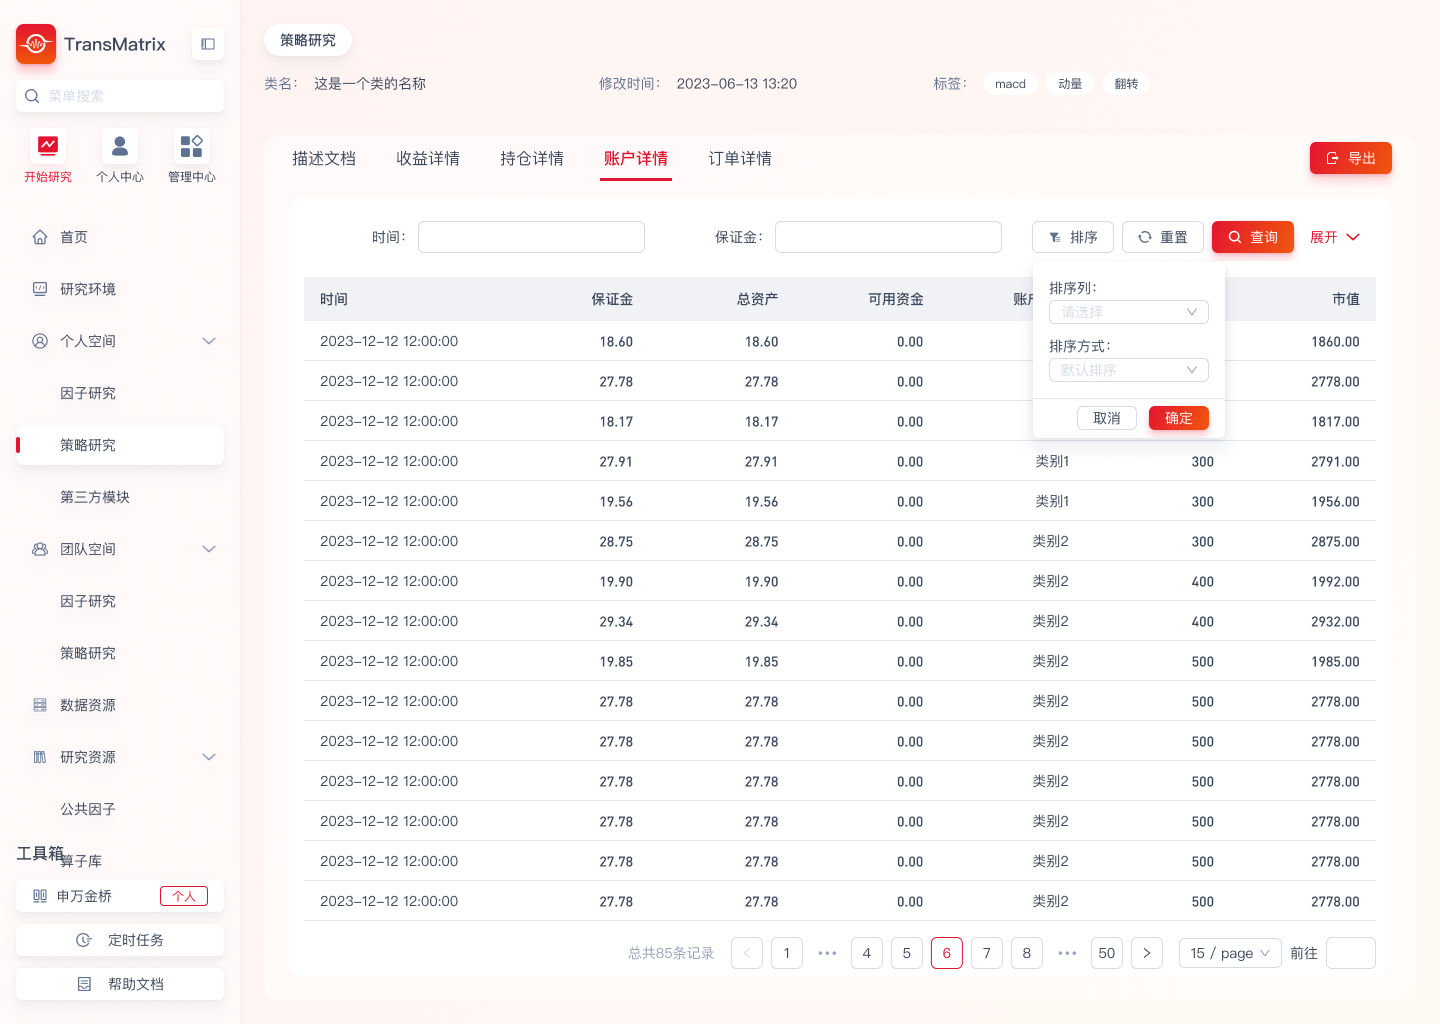 TransMatrix
菜单搜索
开始研究 个人中心 管理中心
首页
研究环境
个人空间
因子研究
策略研究
第三方模块
团队空间
因子研究
策略研究
数据资源
研究资源
公共因子
工具箱
算子库
申万金桥 个人
定时任务
帮助文档
策略研究
类名： 这是一个类的名称 修改时间： 2023-06-13 13:20 标签： macd 动量 翻转
描述文档 收益详情 持仓详情 账户详情 订单详情 导出
时间： 保证金： 排序 重置 查询 展开
排序列：
请选择
排序方式：
默认排序
取消 确定
时间 保证金 总资产 可用资金 账户 市值
2023-12-12 12:00:00 18.60 18.60 0.00 1860.00
2023-12-12 12:00:00 27.78 27.78 0.00 2778.00
2023-12-12 12:00:00 18.17 18.17 0.00 1817.00
2023-12-12 12:00:00 27.91 27.91 0.00 类别1 300 2791.00
2023-12-12 12:00:00 19.56 19.56 0.00 类别1 300 1956.00
2023-12-12 12:00:00 28.75 28.75 0.00 类别2 300 2875.00
2023-12-12 12:00:00 19.90 19.90 0.00 类别2 400 1992.00
2023-12-12 12:00:00 29.34 29.34 0.00 类别2 400 2932.00
2023-12-12 12:00:00 19.85 19.85 0.00 类别2 500 1985.00
2023-12-12 12:00:00 27.78 27.78 0.00 类别2 500 2778.00
2023-12-12 12:00:00 27.78 27.78 0.00 类别2 500 2778.00
2023-12-12 12:00:00 27.78 27.78 0.00 类别2 500 2778.00
2023-12-12 12:00:00 27.78 27.78 0.00 类别2 500 2778.00
2023-12-12 12:00:00 27.78 27.78 0.00 类别2 500 2778.00
2023-12-12 12:00:00 27.78 27.78 0.00 类别2 500 2778.00
总共85条记录 < 1 ••• 4 5 6 7 8 ••• 50 > 15 / page 前往